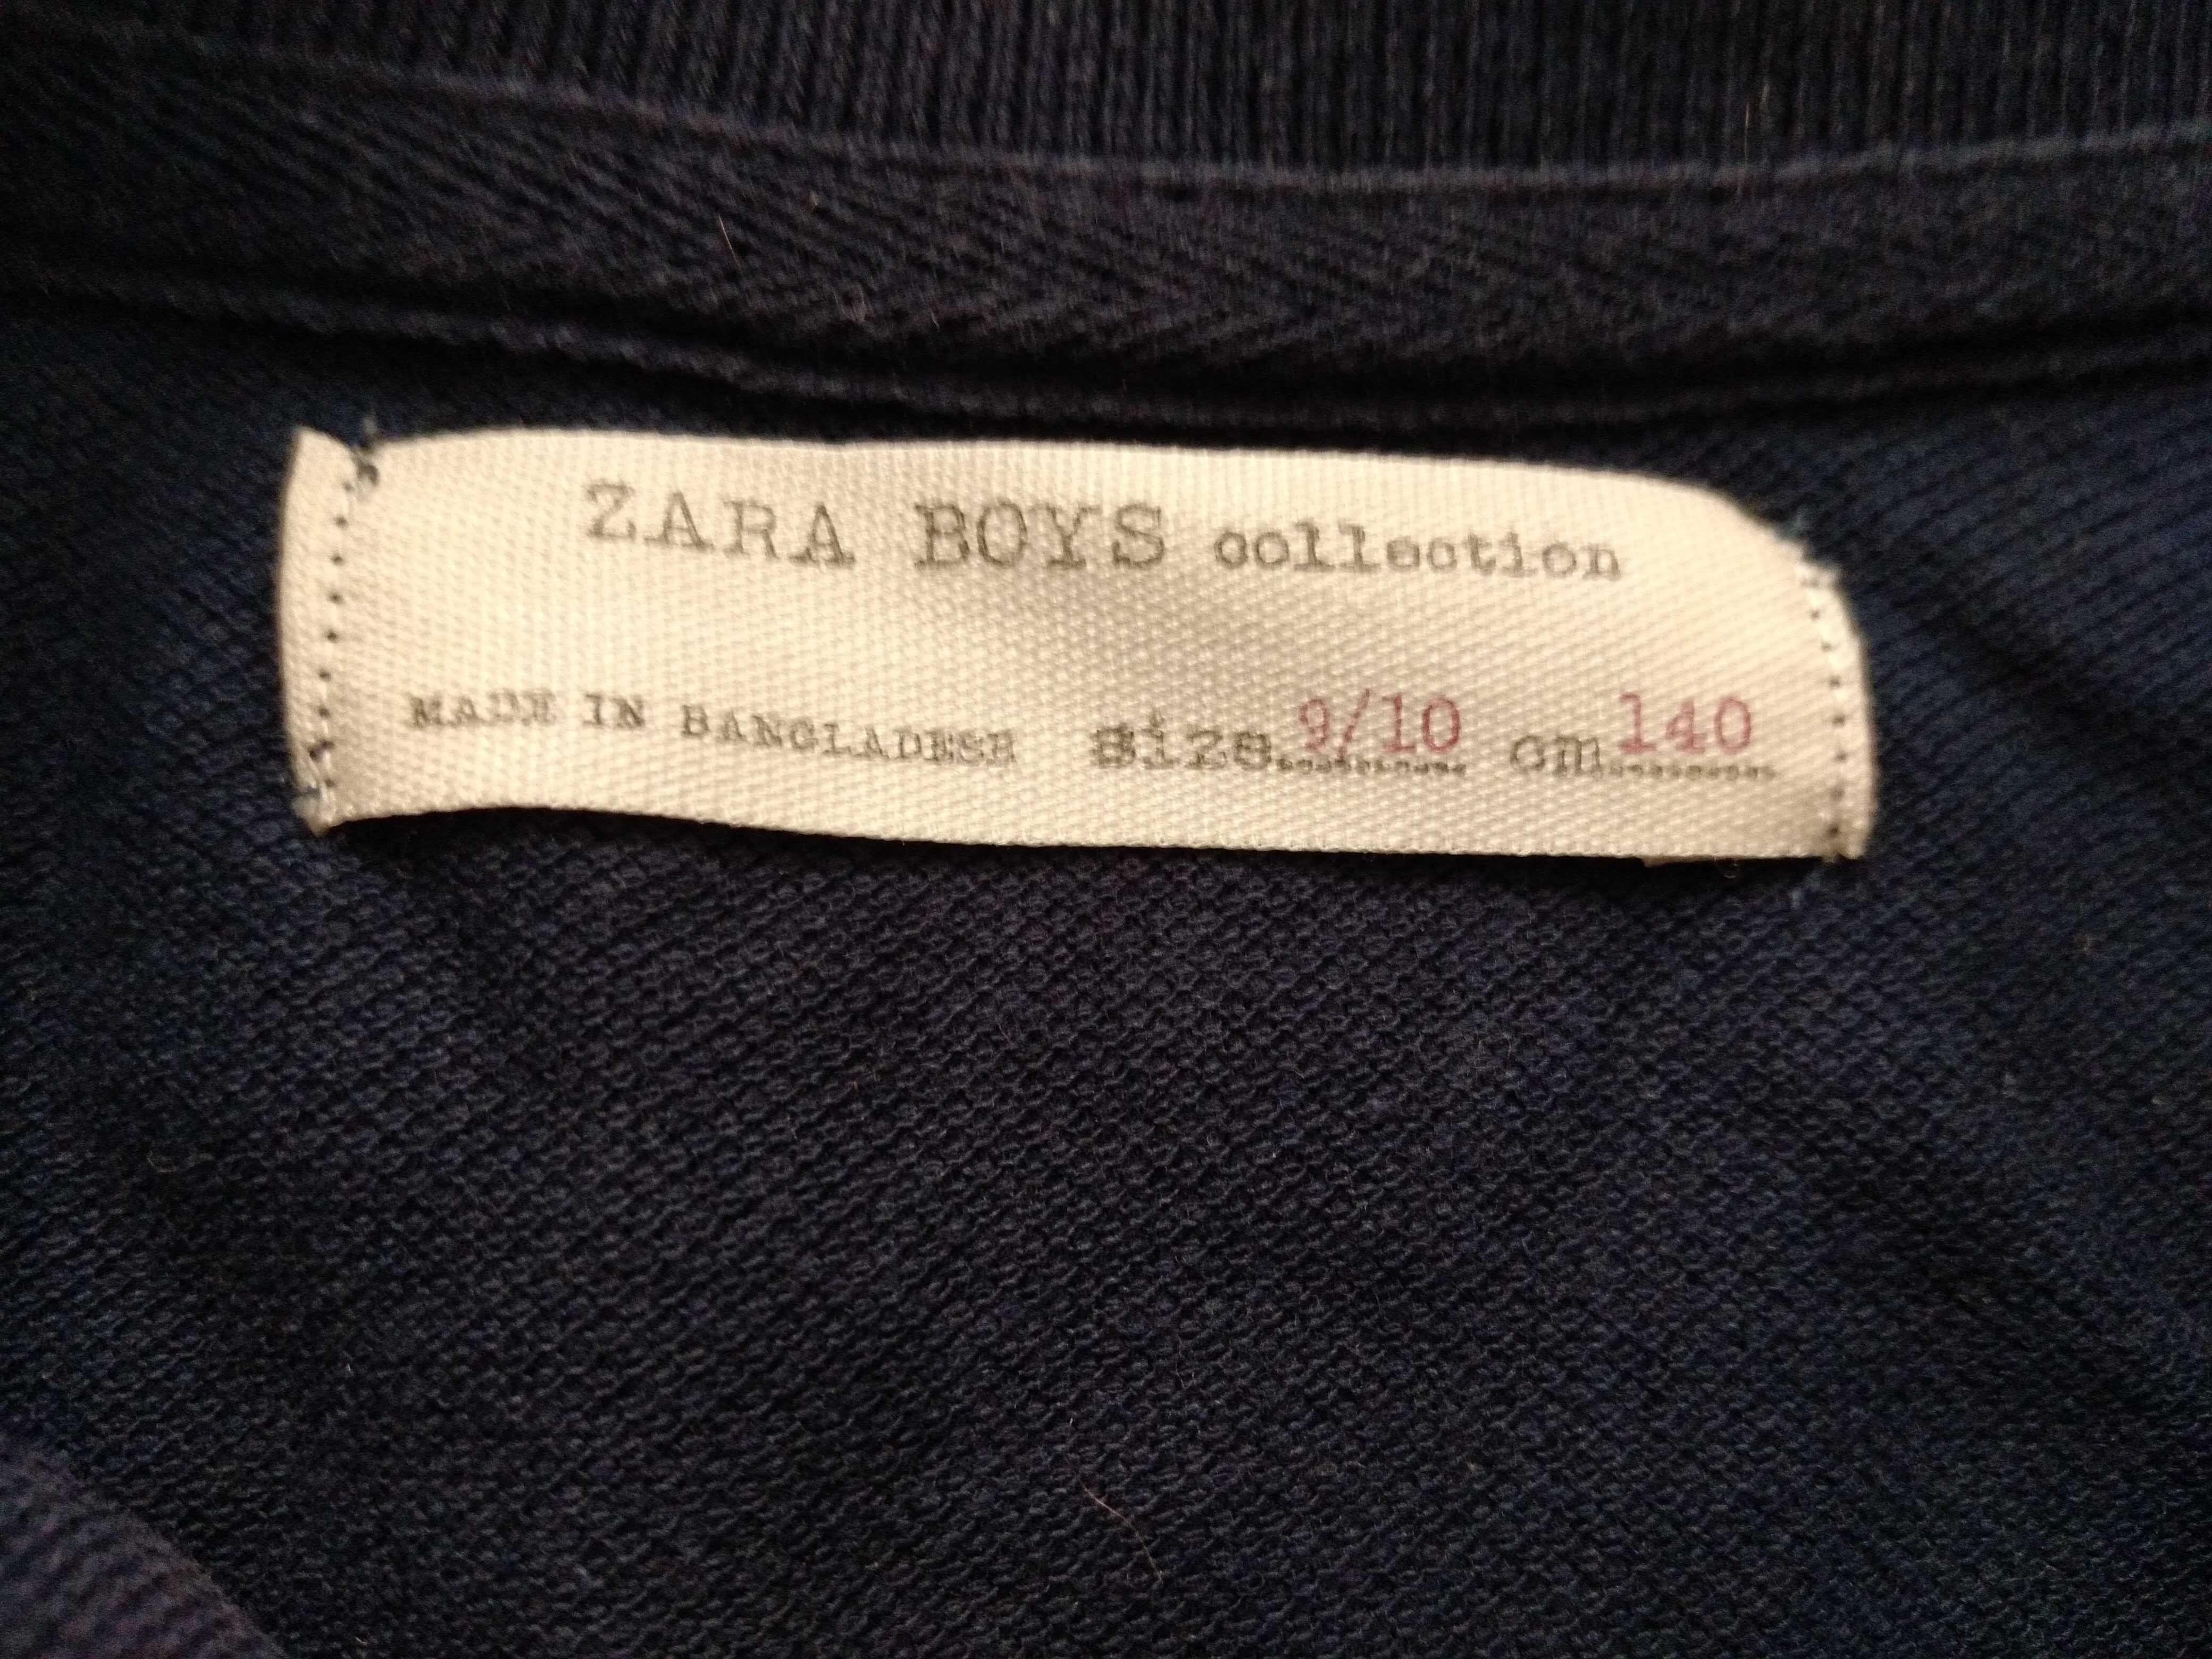 ZARA BOYS collection
MADE IN BANGLADESH size 9/10 cm 140